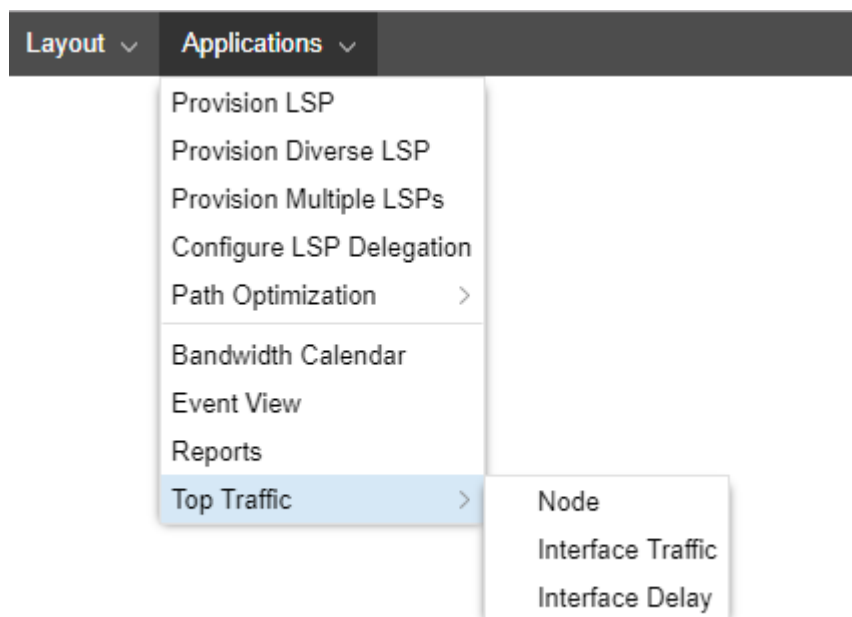 Layout Applications
Provision LSP
Provision Diverse LSP
Provision Multiple LSPs
Configure LSP Delegation
Path Optimization
Bandwidth Calendar
Event View
Reports
Top Traffic
Node
Interface Traffic
Interface Delay